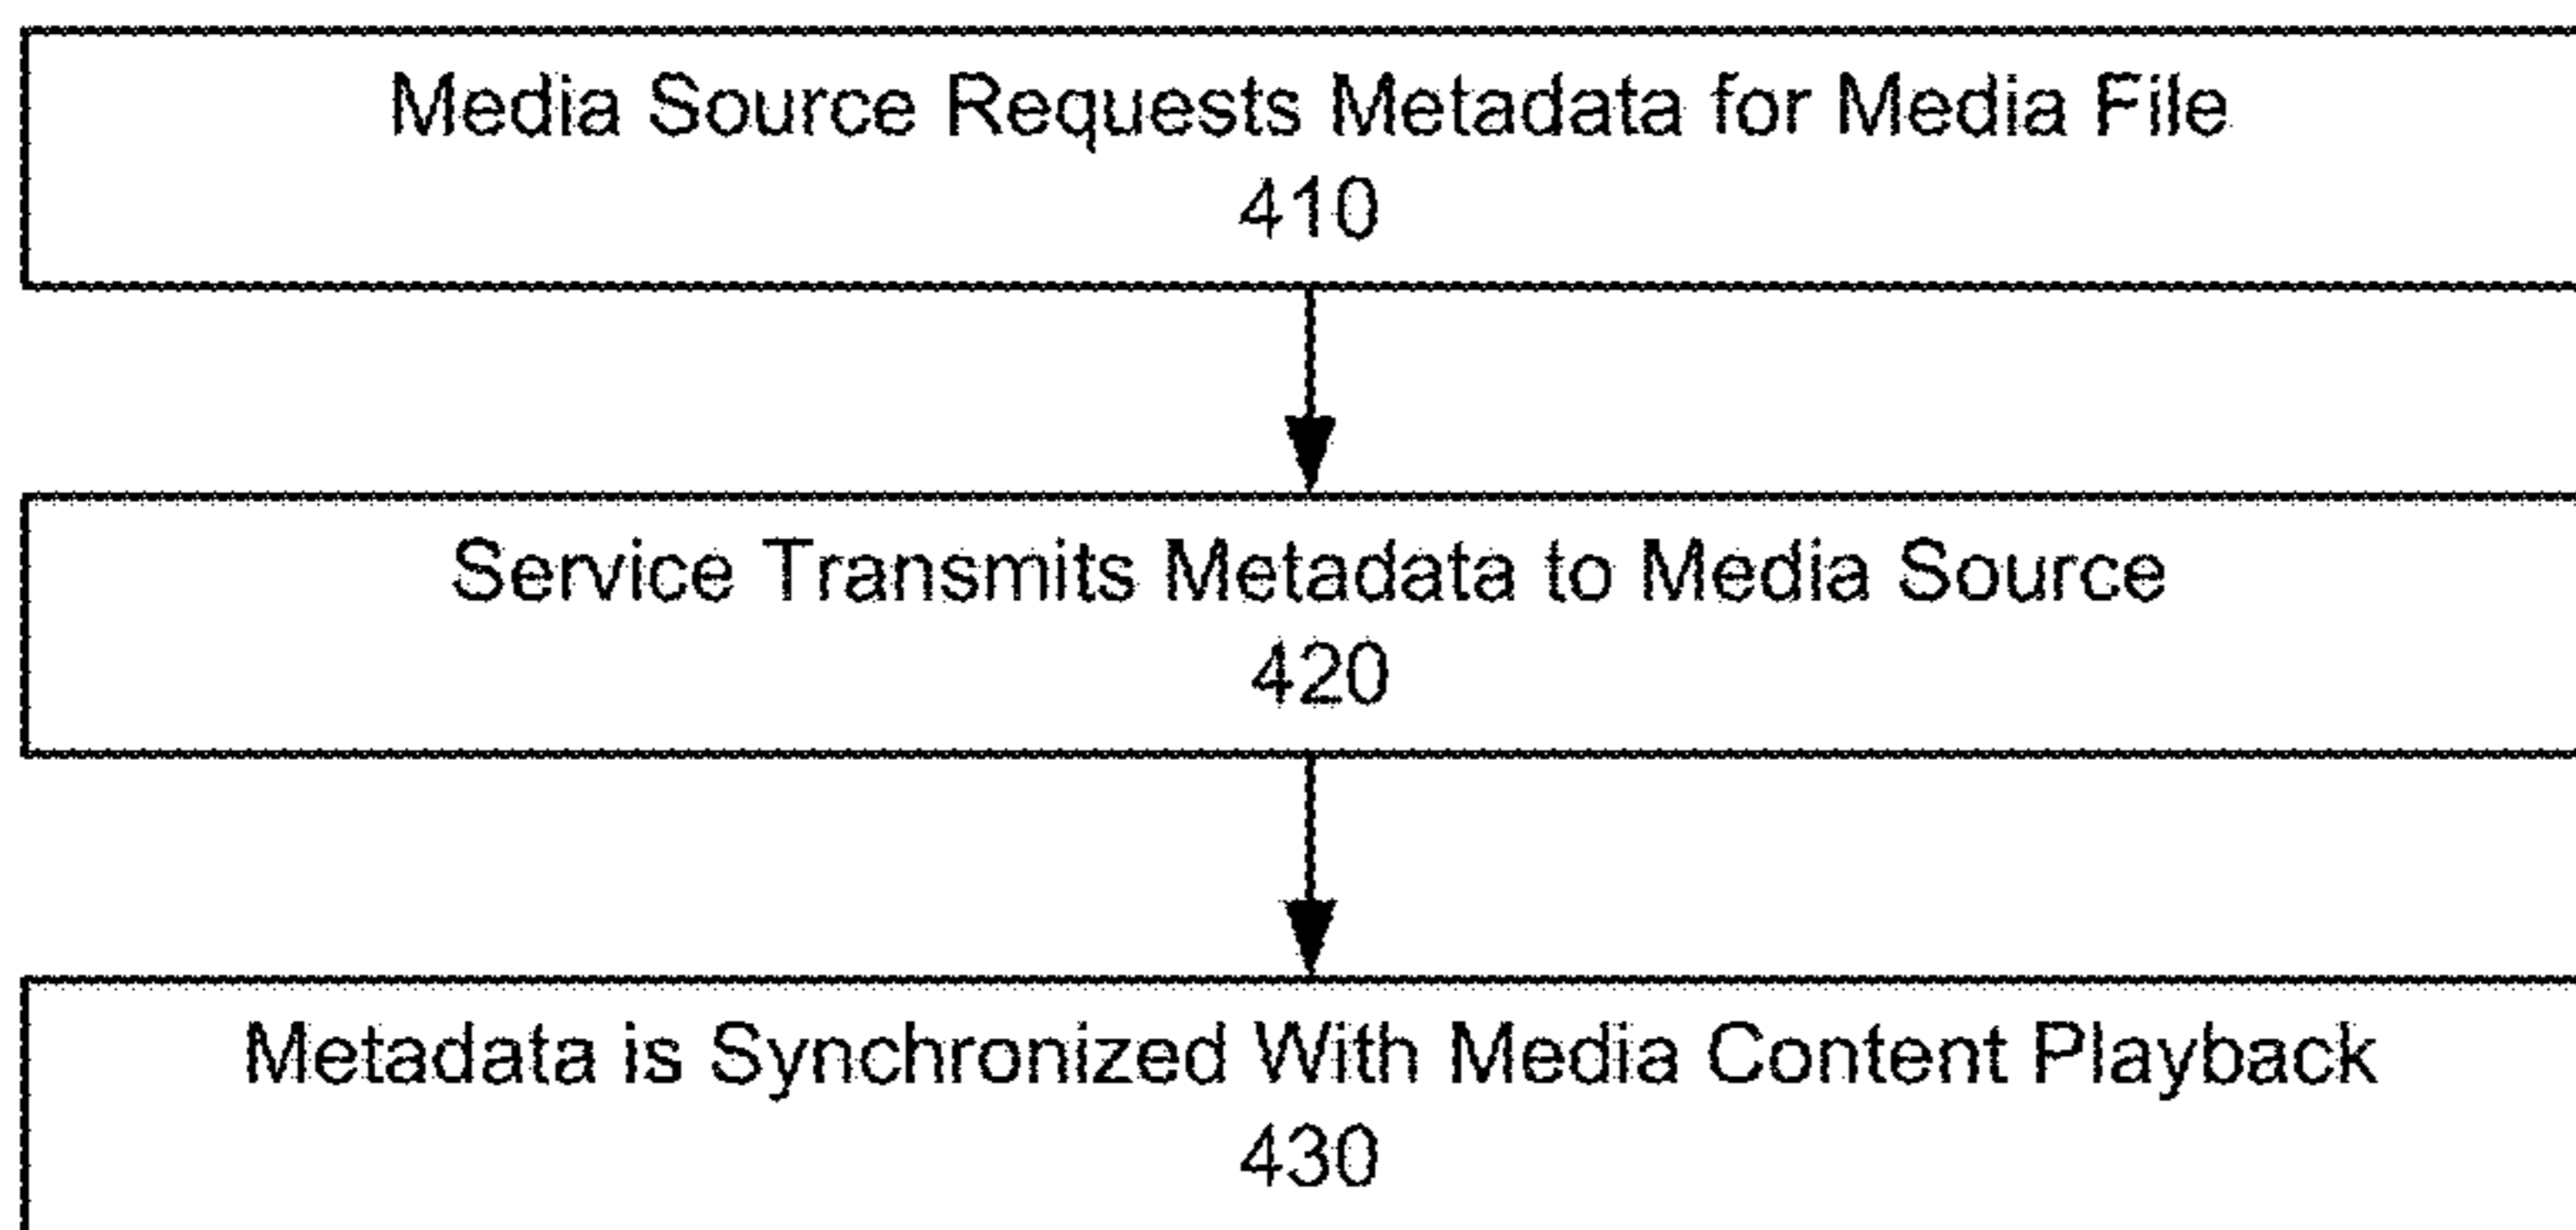 Media Source Requests Metadata for Media File
410
Service Transmits Metadata to Media Source
420
Metadata is Synchronized With Media Content Playback
430